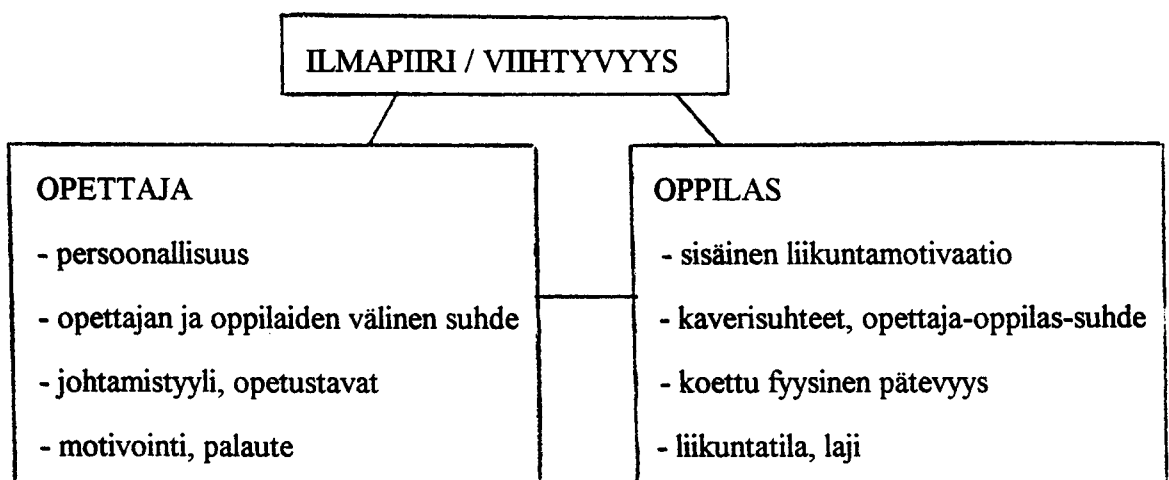 ILMAPIIRI / VIIHTYVYYS
OPETTAJA
- persoonallisuus
- opettajan ja oppilaiden välinen suhde
- johtamistyyli, opetustavat
- motivointi, palaute
OPPILAS
- sisäinen liikuntamotivaatio
- kaverisuhteet, opettaja-oppilas-suhde
- koettu fyysinen pätevyys
- liikuntatila, laji